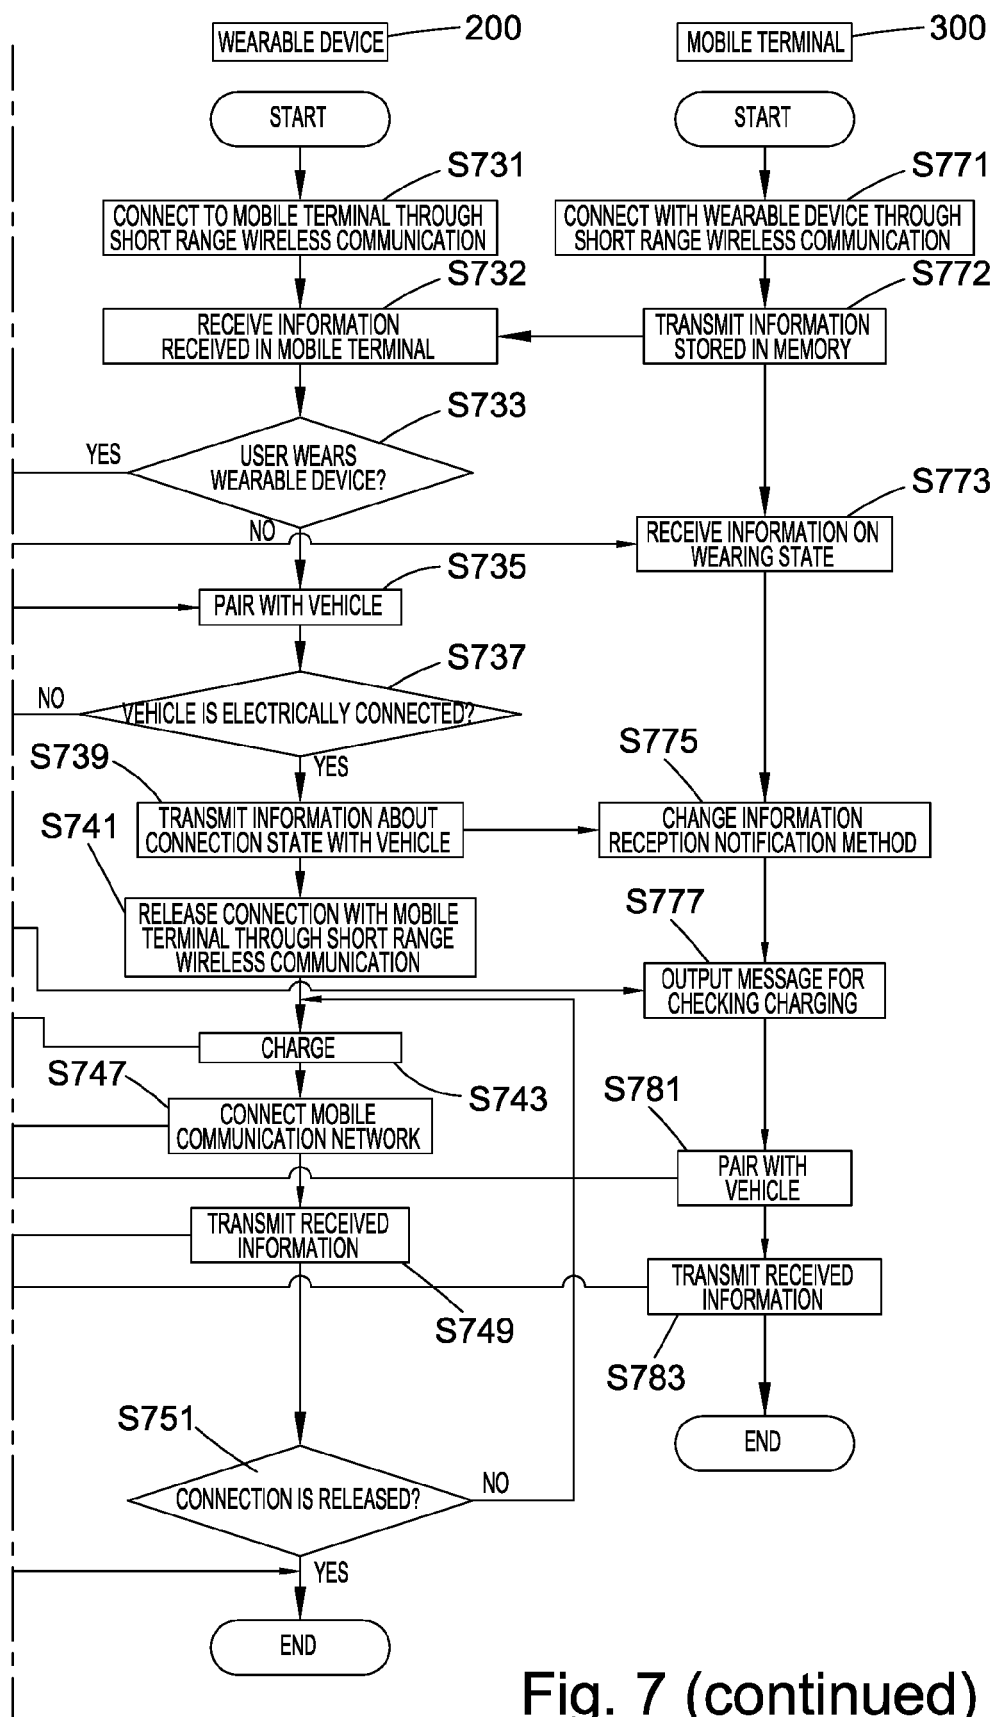 WEARABLE DEVICE
200
MOBILE TERMINAL
300
START
START
S731
S771
CONNECT TO MOBILE TERMINAL THROUGH
SHORT RANGE WIRELESS COMMUNICATION
CONNECT WITH WEARABLE DEVICE THROUGH
SHORT RANGE WIRELESS COMMUNICATION
S732
S772
RECEIVE INFORMATION
RECEIVED IN MOBILE TERMINAL
TRANSMIT INFORMATION
STORED IN MEMORY
S733
YES
USER WEARS
WEARABLE DEVICE?
S773
NO
RECEIVE INFORMATION ON
WEARING STATE
S735
PAIR WITH VEHICLE
S737
NO
VEHICLE IS ELECTRICALLY CONNECTED?
YES
S739
S775
TRANSMIT INFORMATION ABOUT
CONNECTION STATE WITH VEHICLE
CHANGE INFORMATION
RECEPTION NOTIFICATION METHOD
S741
S777
RELEASE CONNECTION WITH MOBILE
TERMINAL THROUGH SHORT RANGE
WIRELESS COMMUNICATION
OUTPUT MESSAGE FOR
CHECKING CHARGING
CHARGE
S743
S747
S781
CONNECT MOBILE
COMMUNICATION NETWORK
PAIR WITH
VEHICLE
TRANSMIT RECEIVED
INFORMATION
S749
TRANSMIT RECEIVED
INFORMATION
S783
S751
END
CONNECTION IS RELEASED?
NO
YES
END
Fig. 7 (continued)